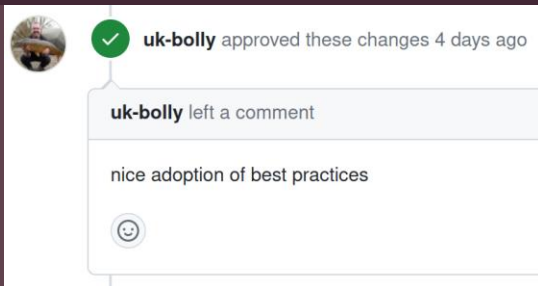 uk-bolly approved these changes 4 days ago
uk-bolly left a comment
nice adoption of best practices